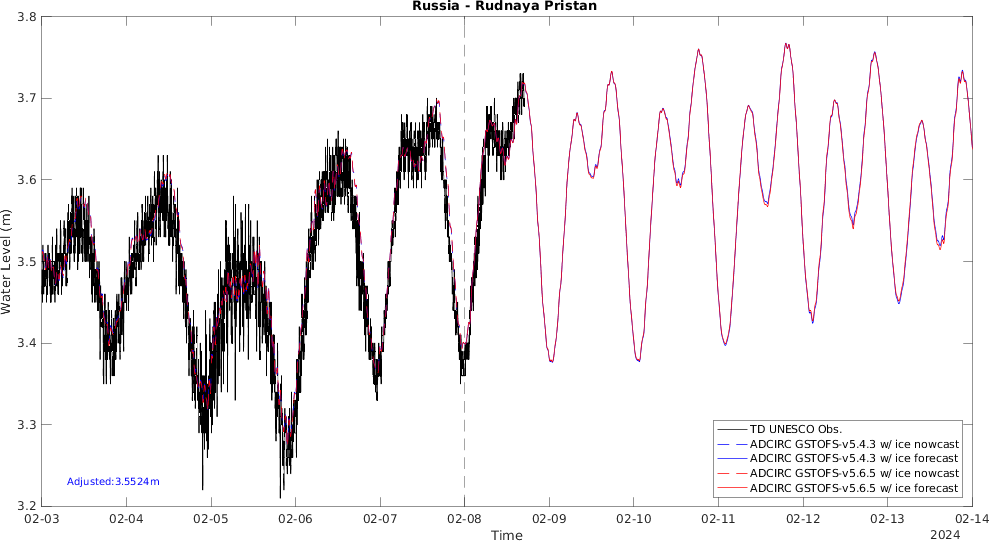 Russia - Rudnaya Pristan
3.8
3.7
3.6
3.5
3.4
3.3
3.2
Water Level (m)
Adjusted:3.5524m
TD UNESCO Obs.
ADCIRC GSTOFS-v5.4.3 w/ ice nowcast
ADCIRC GSTOFS-v5.4.3 w/ ice forecast
ADCIRC GSTOFS-v5.6.5 w/ ice nowcast
ADCIRC GSTOFS-v5.6.5 w/ ice forecast
02-03 02-04 02-05 02-06 02-07 02-08 02-09 02-10 02-11 02-12 02-13 02-14
Time
2024